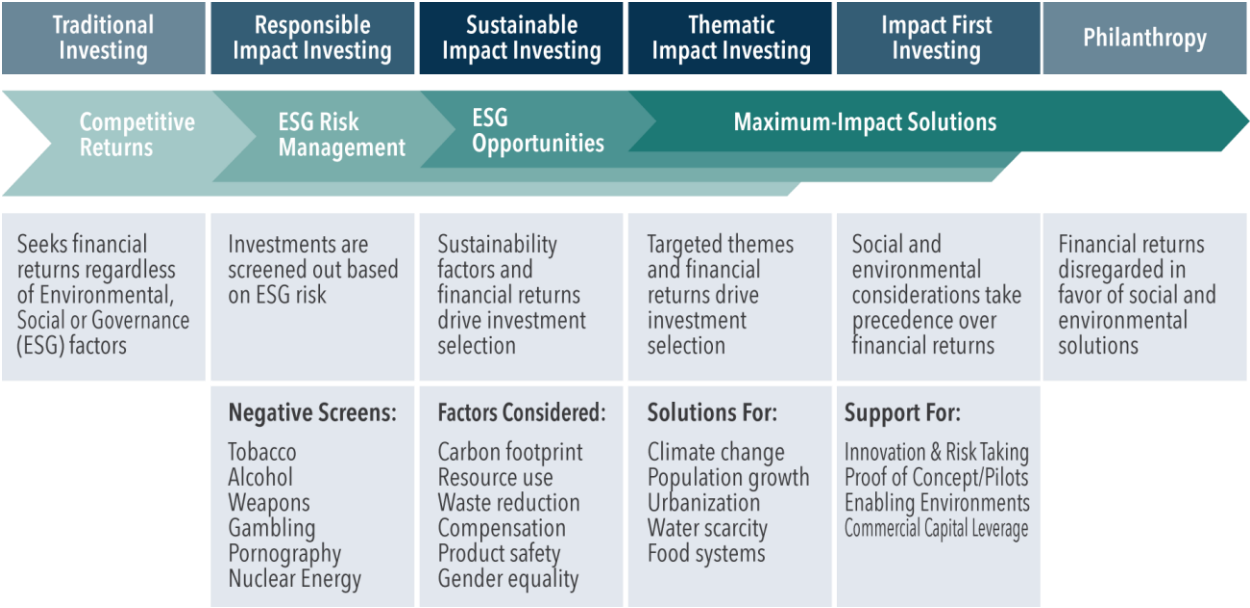 Traditional
Investing
Responsible
Impact Investing
Sustainable
Impact Investing
Thematic
Impact Investing
Impact First
Investing
Philanthropy
Competitive
Returns
ESG Risk
Management
ESG
Opportunities
Maximum-Impact Solutions
Seeks financial
returns regardless
of Environmental,
Social or Governance
(ESG) factors
Investments are
screened out based
on ESG risk
Sustainability
factors and
financial returns
drive investment
selection
Targeted themes
and financial
returns drive
investment
selection
Social and
environmental
considerations take
precedence over
financial returns
Financial returns
disregarded in
favor of social and
environmental
solutions
Negative Screens:
Tobacco
Alcohol
Weapons
Gambling
Pornography
Nuclear Energy
Factors Considered:
Carbon footprint
Resource use
Waste reduction
Compensation
Product safety
Gender equality
Solutions For:
Climate change
Population growth
Urbanization
Water scarcity
Food systems
Support For:
Innovation & Risk Taking
Proof of Concept/Pilots
Enabling Environments
Commercial Capital Leverage